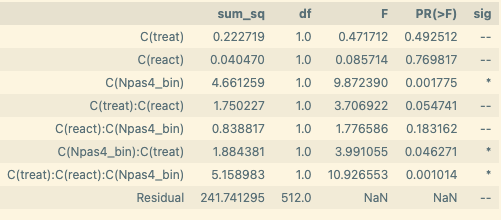 sum_sq df F PR(>F) sig
C(treat) 0.222719 1.0 0.471712 0.492512 --
C(react) 0.040470 1.0 0.085714 0.769817 --
C(Npas4_bin) 4.661259 1.0 9.872390 0.001775 *
C(treat):C(react) 1.750227 1.0 3.706922 0.054741 --
C(react):C(Npas4_bin) 0.838817 1.0 1.776586 0.183162 --
C(Npas4_bin):C(treat) 1.884381 1.0 3.991055 0.046271 *
C(treat):C(react):C(Npas4_bin) 5.158983 1.0 10.926553 0.001014 *
Residual 241.741295 512.0 NaN NaN --